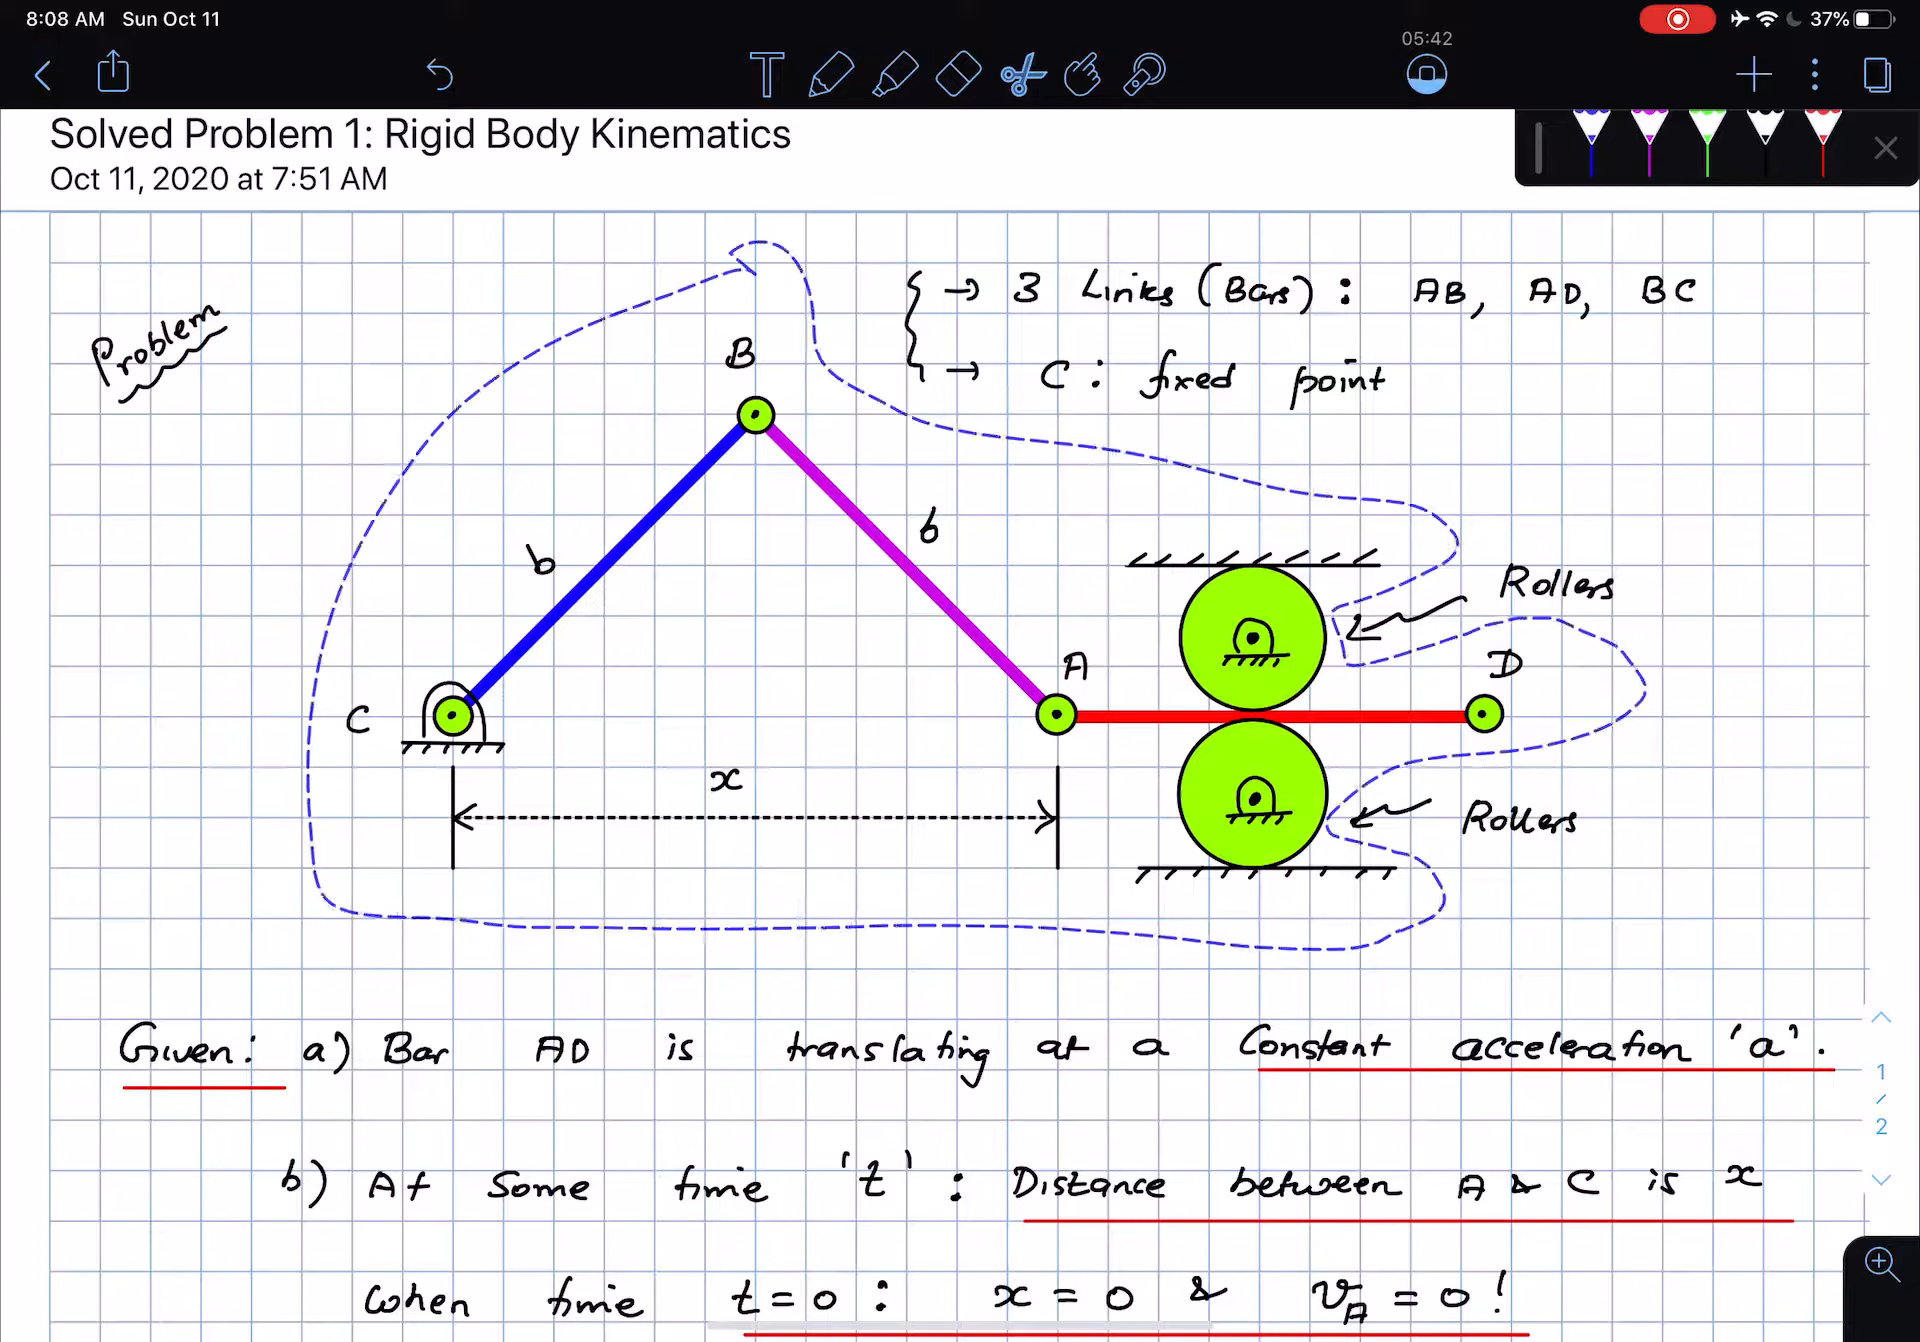 8:08 AM Sun Oct 11
37%
05:42
Solved Problem 1: Rigid Body Kinematics
Oct 11, 2020 at 7:51 AM
Problem
→ 3 Links (Bars) : AB, AD, BC
→ C : fixed point
B
b
b
Rollers
A
D
C
x
Rollers
Given: a) Bar AD is translating at a Constant acceleration 'a'.
b) At Some time 't' : Distance between A & C is x
When time t=0 : x = 0 & v_A = 0 !
1
/
2